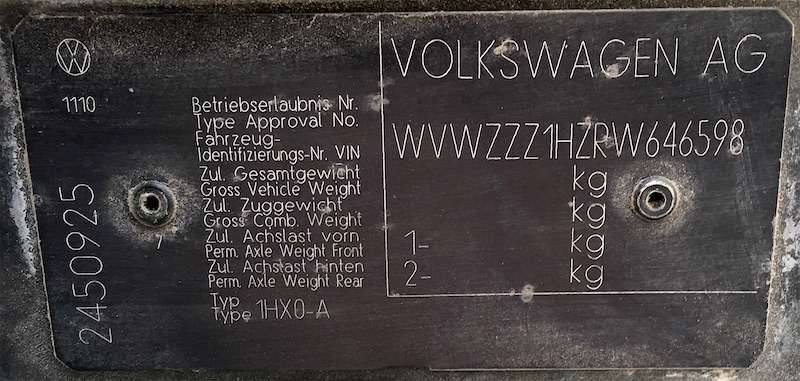 VOLKSWAGEN AG
1110
Betriebserlaubnis Nr.
Type Approval No.
Fahrzeug-
Identifizierungs-Nr. VIN WVWZZZ1HZRW646598
Zul. Gesamtgewicht
Gross Vehicle Weight kg
Zul. Zuggewicht
Gross Comb. Weight kg
Zul. Achslast vorn
Perm. Axle Weight Front 1- kg
Zul. Achslast hinten
Perm. Axle Weight Rear 2- kg
Typ
Type 1HX0-A
2450925